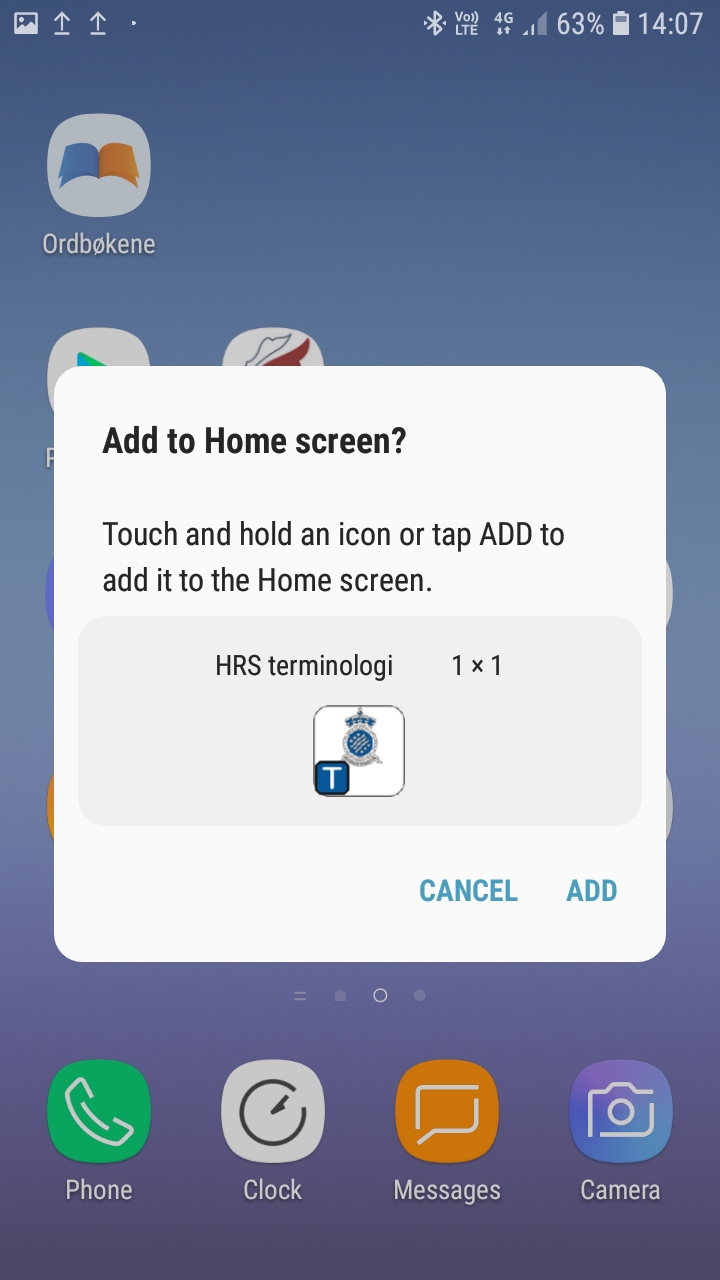 Vo)) LTE 4G 63% 14:07
Ordbøkene
P
Add to Home screen?
Touch and hold an icon or tap ADD to
add it to the Home screen.
HRS terminologi 1 × 1
T
CANCEL ADD
Phone Clock Messages Camera